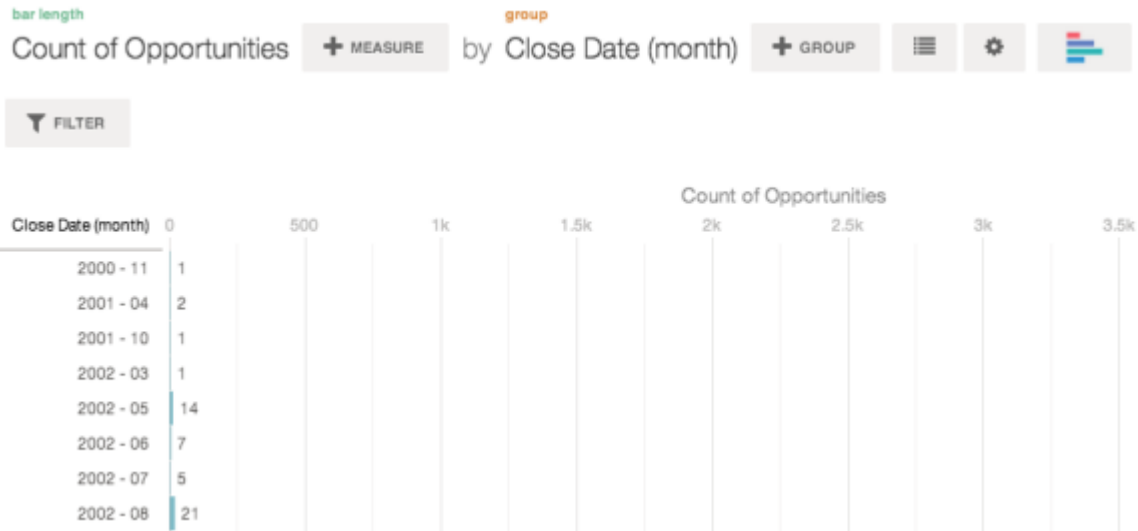 bar length group
Count of Opportunities + MEASURE by Close Date (month) + GROUP
FILTER
Count of Opportunities
Close Date (month) 0 500 1k 1.5k 2k 2.5k 3k 3.5k
2000 - 11 1
2001 - 04 2
2001 - 10 1
2002 - 03 1
2002 - 05 14
2002 - 06 7
2002 - 07 5
2002 - 08 21